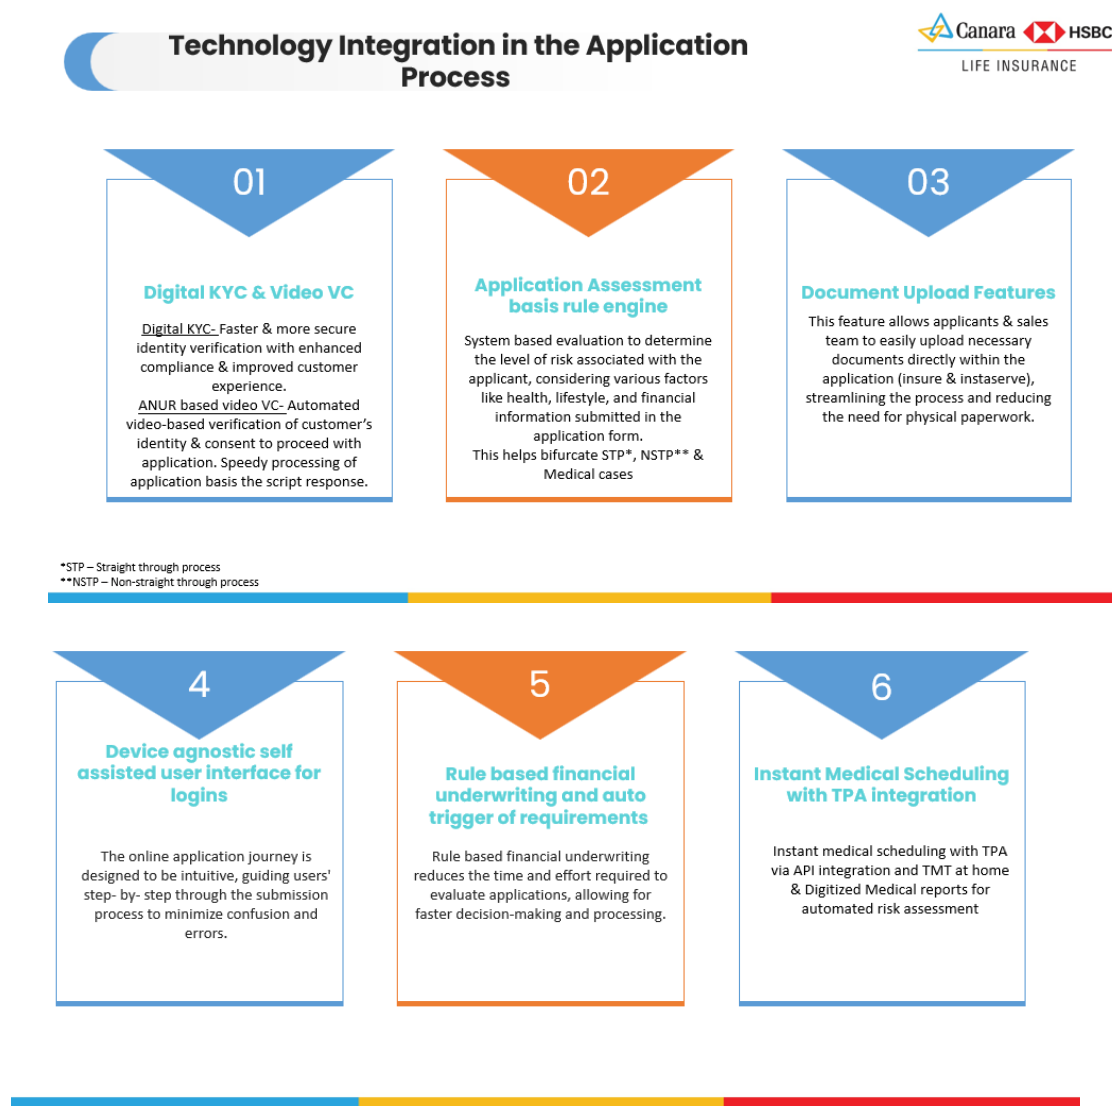 Technology Integration in the Application
Process
Canara HSBC
LIFE INSURANCE
01
Digital KYC & Video VC
Digital KYC- Faster & more secure
identity verification with enhanced
compliance & improved customer
experience.
ANUR based video VC- Automated
video-based verification of customer's
identity & consent to proceed with
application. Speedy processing of
application basis the script response.
02
Application Assessment
basis rule engine
System based evaluation to determine
the level of risk associated with the
applicant, considering various factors
like health, lifestyle, and financial
information submitted in the
application form.
This helps bifurcate STP*, NSTP** &
Medical cases
03
Document Upload Features
This feature allows applicants & sales
team to easily upload necessary
documents directly within the
application (insure & instaserve),
streamlining the process and reducing
the need for physical paperwork.
*STP – Straight through process
**NSTP – Non-straight through process
4
Device agnostic self
assisted user interface for
logins
The online application journey is
designed to be intuitive, guiding users'
step- by- step through the submission
process to minimize confusion and
errors.
5
Rule based financial
underwriting and auto
trigger of requirements
Rule based financial underwriting
reduces the time and effort required to
evaluate applications, allowing for
faster decision-making and processing.
6
Instant Medical Scheduling
with TPA integration
Instant medical scheduling with TPA
via API integration and TMT at home
& Digitized Medical reports for
automated risk assessment